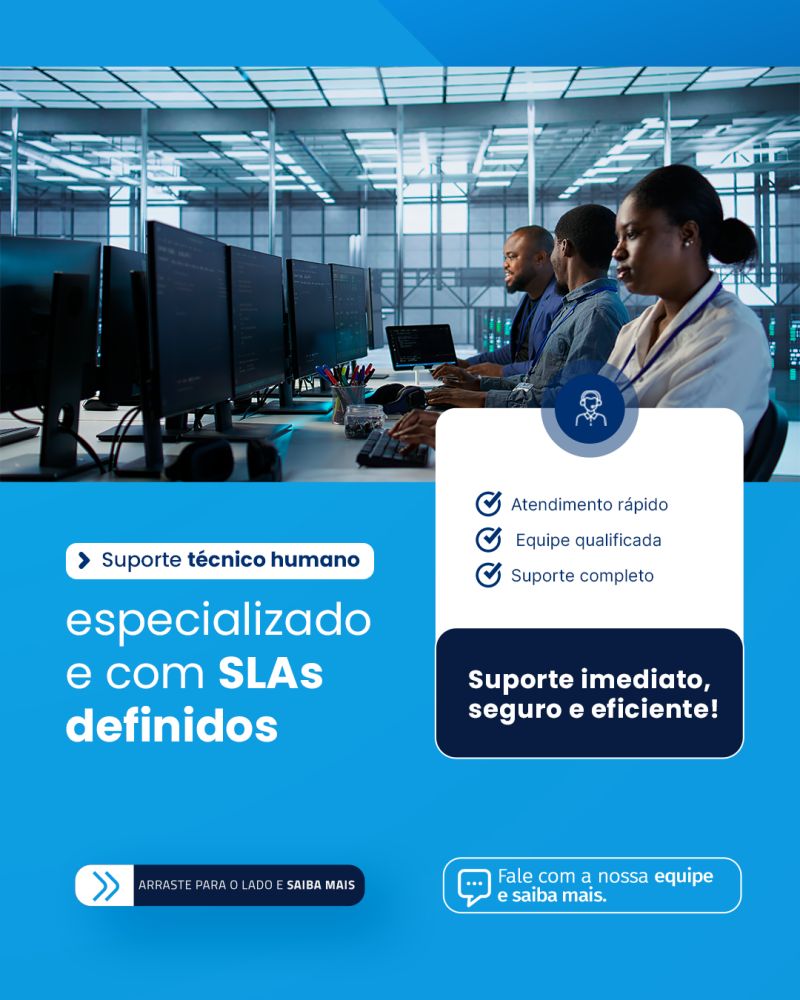 Suporte técnico humano
especializado
e com SLAs
definidos
Atendimento rápido
Equipe qualificada
Suporte completo
Suporte imediato,
seguro e eficiente!
ARRASTE PARA O LADO E SAIBA MAIS
Fale com a nossa equipe
e saiba mais.